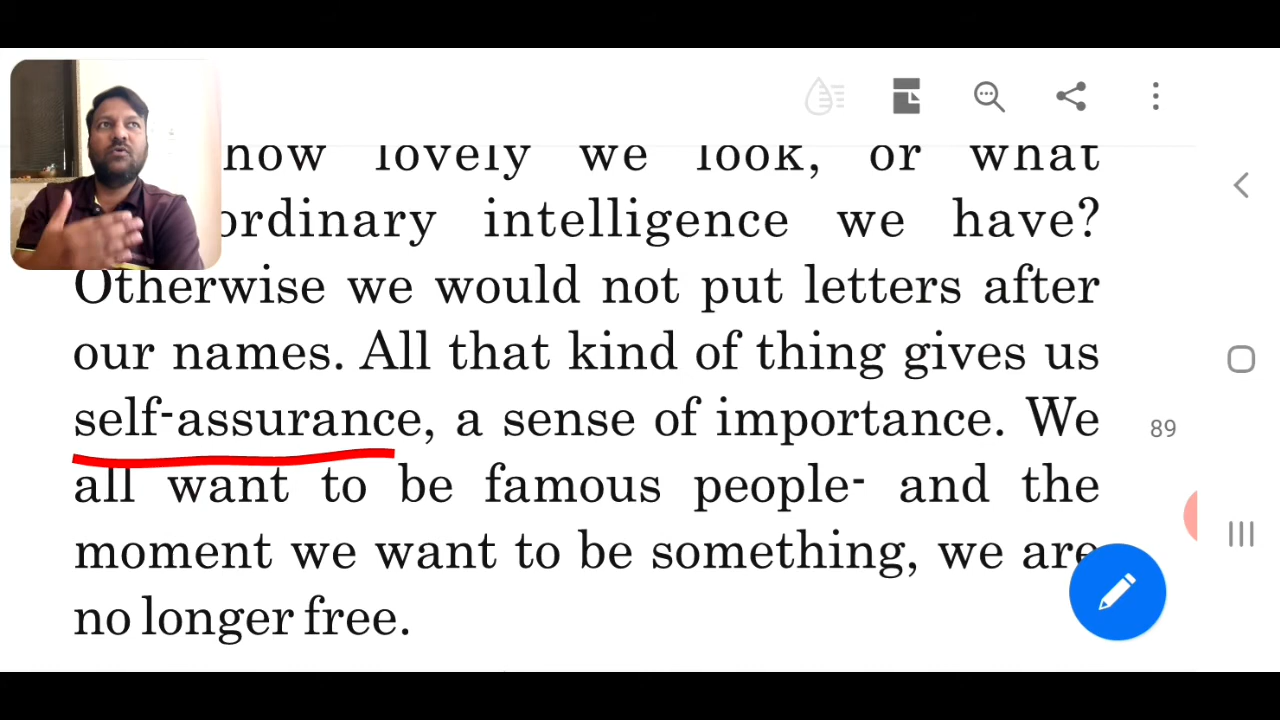 now lovely we look, or what
ordinary intelligence we have?
Otherwise we would not put letters after
our names. All that kind of thing gives us
self-assurance, a sense of importance. We
89
all want to be famous people- and the
moment we want to be something, we are
no longer free.